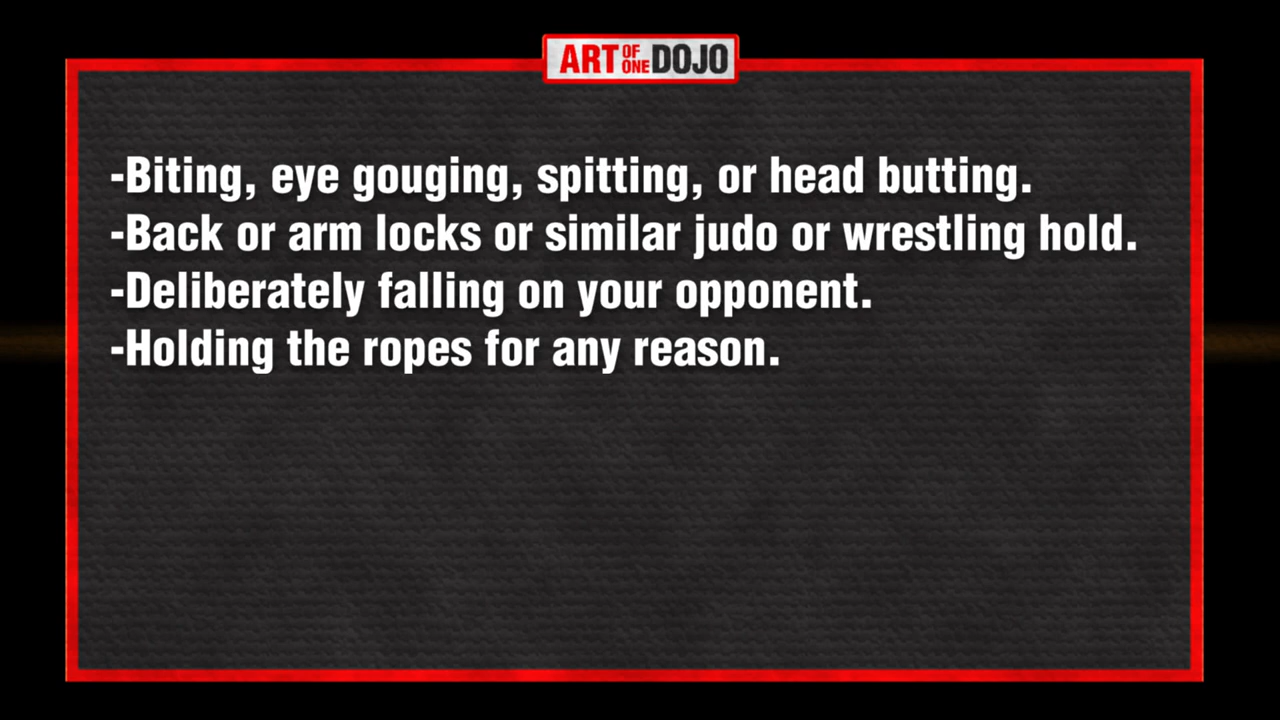 ART OF ONE DOJO
-Biting, eye gouging, spitting, or head butting.
-Back or arm locks or similar judo or wrestling hold.
-Deliberately falling on your opponent.
-Holding the ropes for any reason.